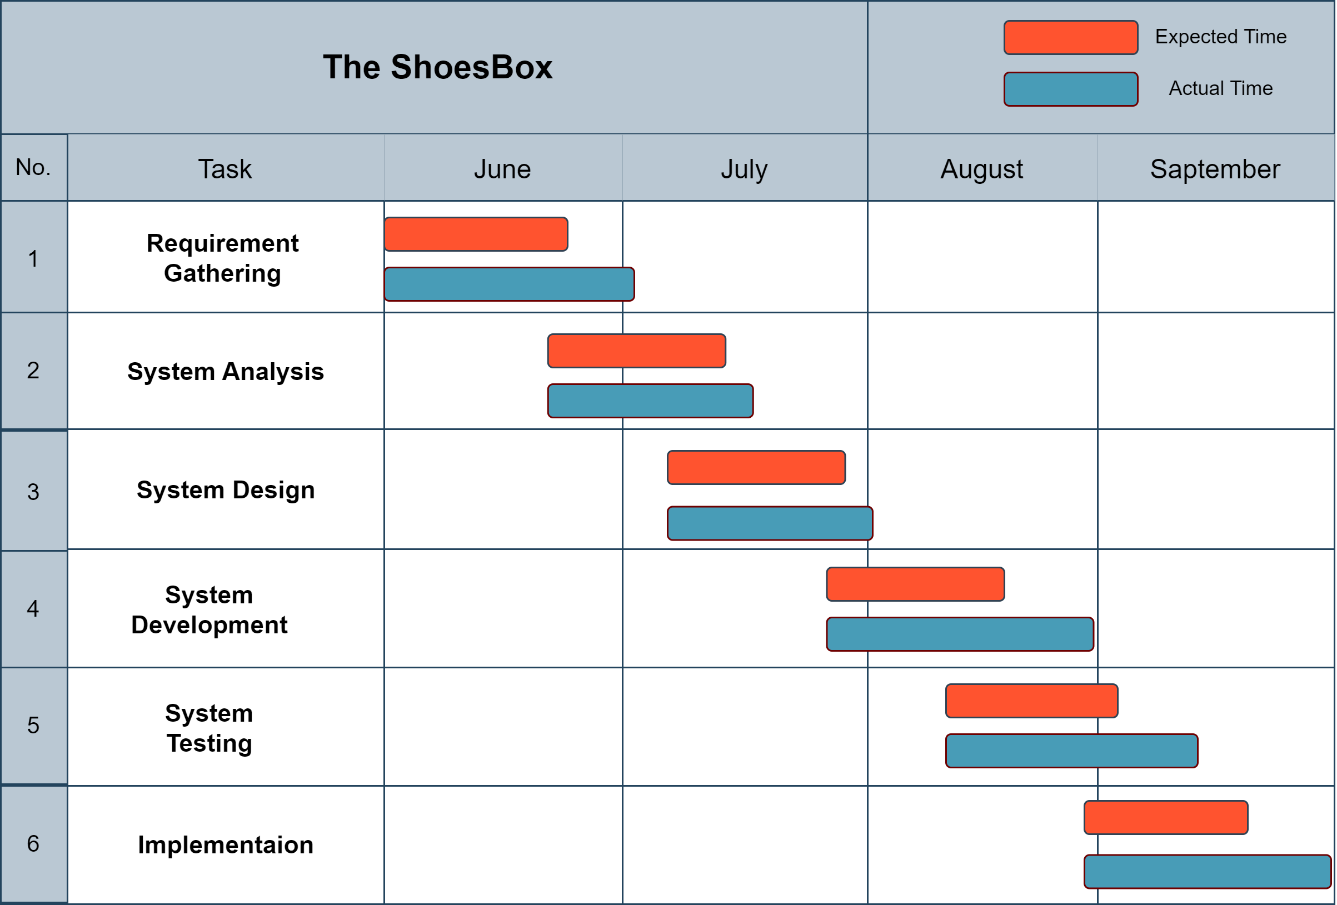 The ShoesBox
Expected Time
Actual Time
No.
Task
June
July
August
Saptember
1
Requirement
Gathering
2
System Analysis
3
System Design
4
System
Development
5
System
Testing
6
Implementaion